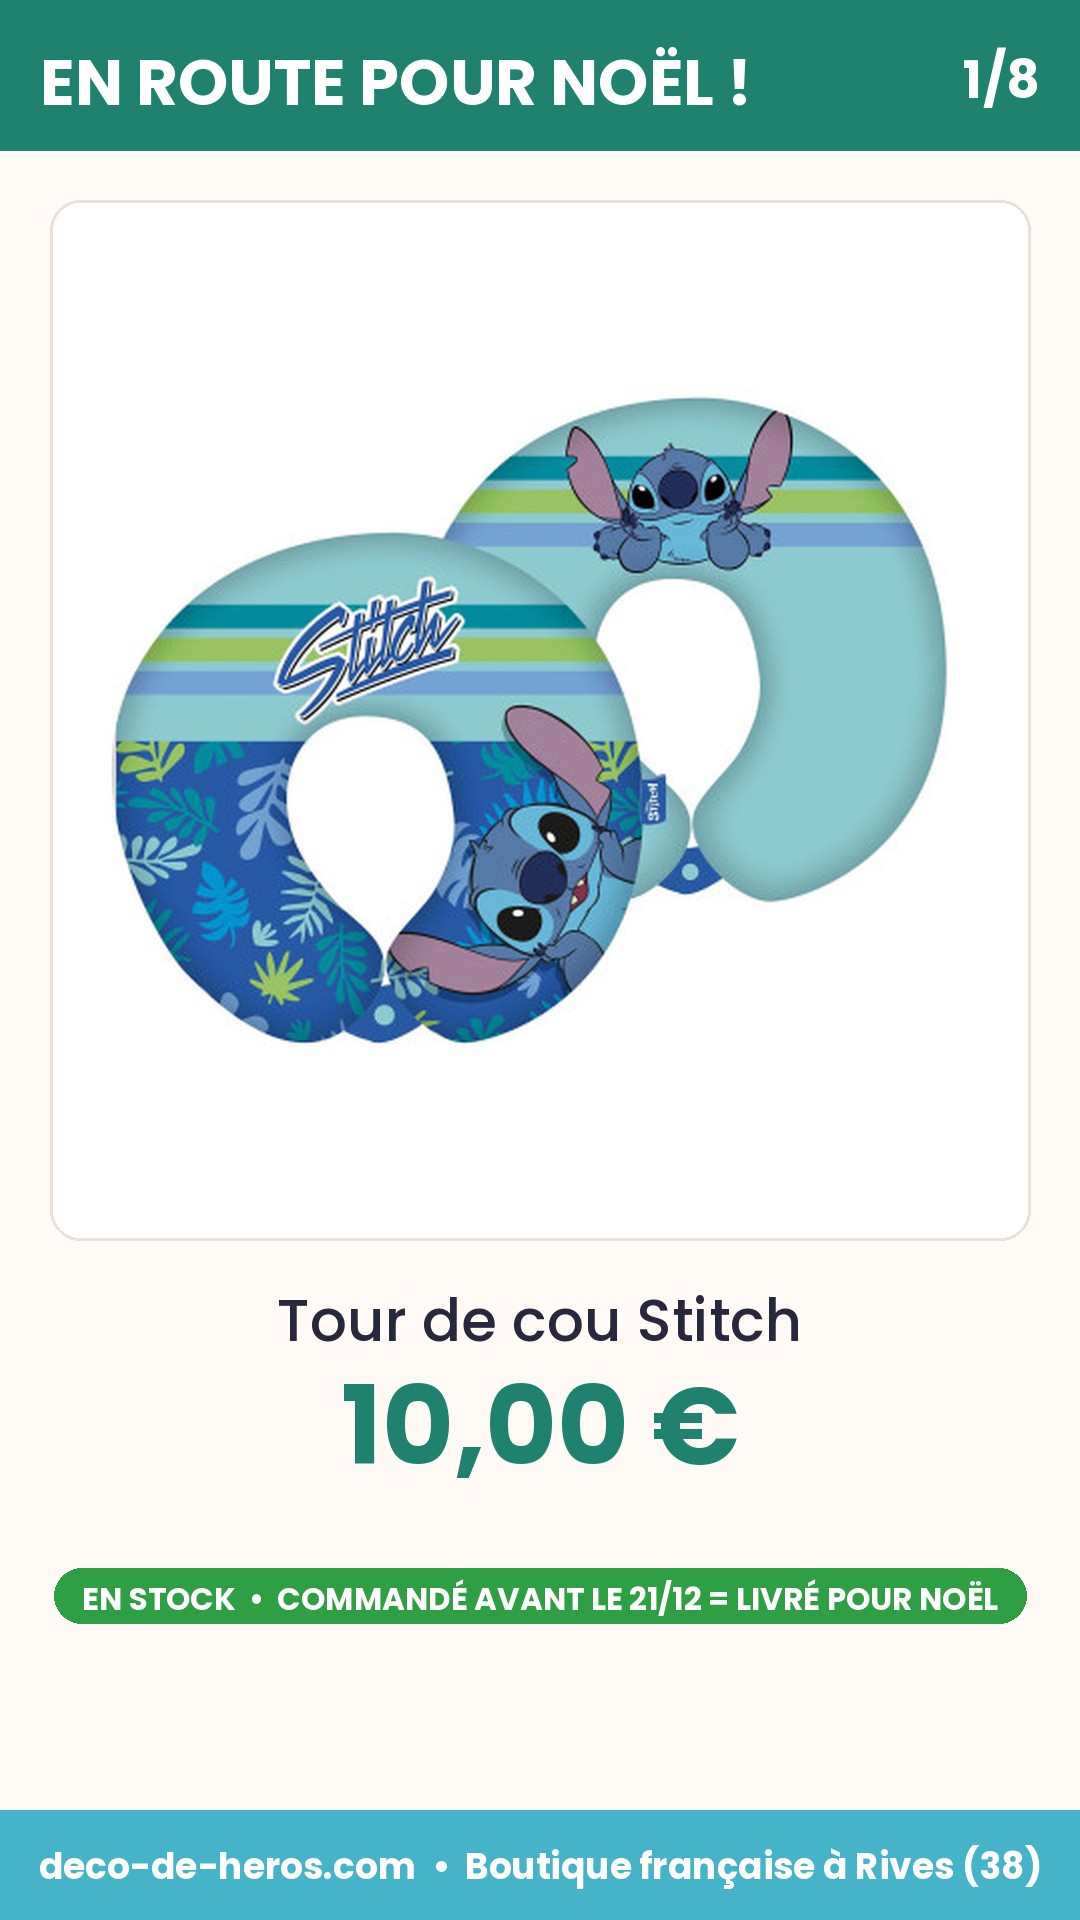 EN ROUTE POUR NOËL !
1/8
Stitch
Stitch
Tour de cou Stitch
10,00 €
EN STOCK • COMMANDÉ AVANT LE 21/12 = LIVRÉ POUR NOËL
deco-de-heros.com • Boutique française à Rives (38)